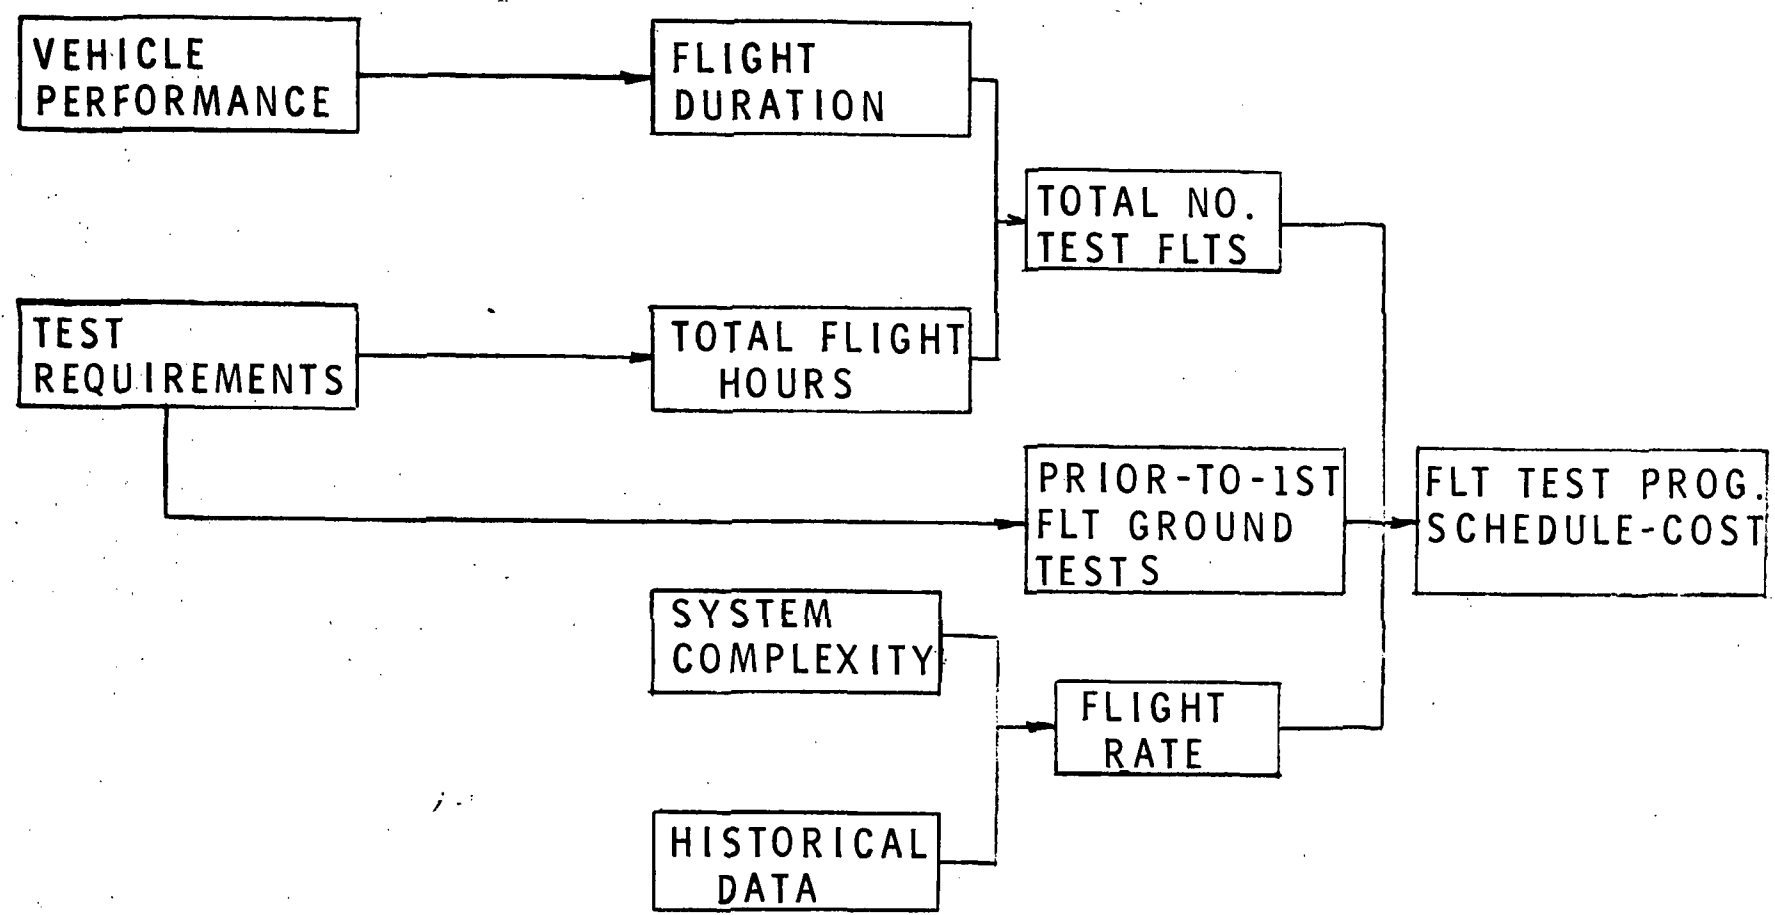 VEHICLE
PERFORMANCE
FLIGHT
DURATION
TOTAL NO.
TEST FLTS
TEST
REQUIREMENTS
TOTAL FLIGHT
HOURS
PRIOR-TO-1ST
FLT GROUND
TESTS
FLT TEST PROG.
SCHEDULE-COST
SYSTEM
COMPLEXITY
FLIGHT
RATE
HISTORICAL
DATA